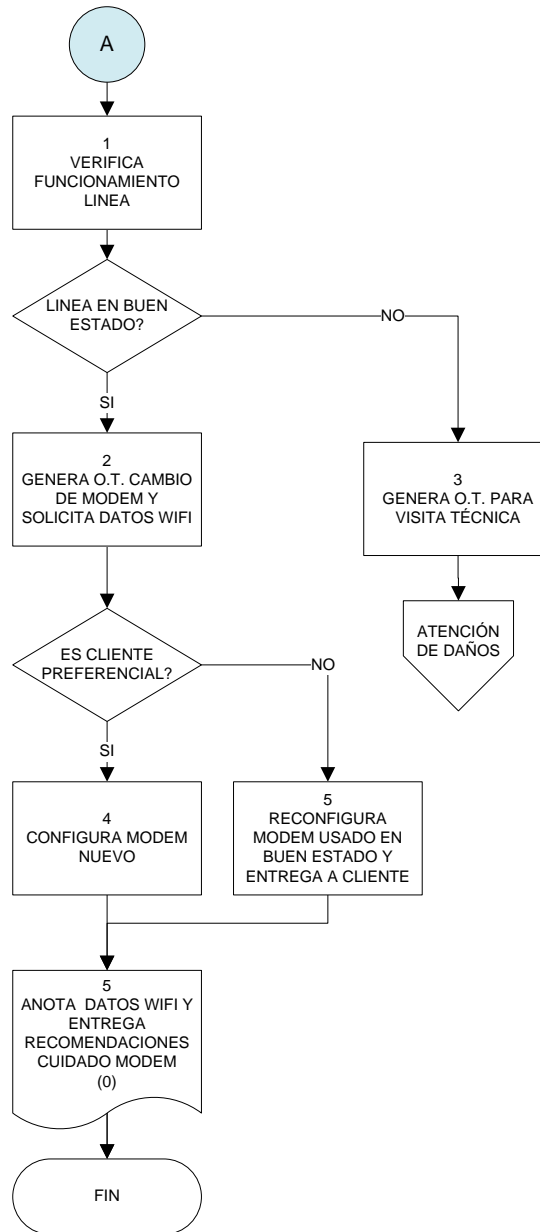 A
1
VERIFICA
FUNCIONAMIENTO
LINEA
LINEA EN BUEN
ESTADO?
NO
SI
2
GENERA O.T. CAMBIO
DE MODEM Y
SOLICITA DATOS WIFI
3
GENERA O.T. PARA
VISITA TÉCNICA
ATENCIÓN
DE DAÑOS
ES CLIENTE
PREFERENCIAL?
NO
SI
4
CONFIGURA MODEM
NUEVO
5
RECONFIGURA
MODEM USADO EN
BUEN ESTADO Y
ENTREGA A CLIENTE
5
ANOTA DATOS WIFI Y
ENTREGA
RECOMENDACIONES
CUIDADO MODEM
(0)
FIN